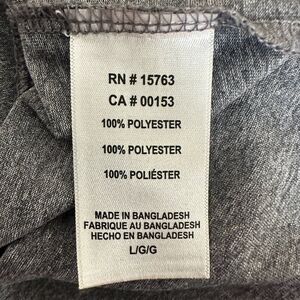 RN # 15763
CA # 00153
100% POLYESTER
100% POLYESTER
100% POLIÉSTER
MADE IN BANGLADESH
FABRIQUE AU BANGLADESH
HECHO EN BANGLADESH
L/G/G